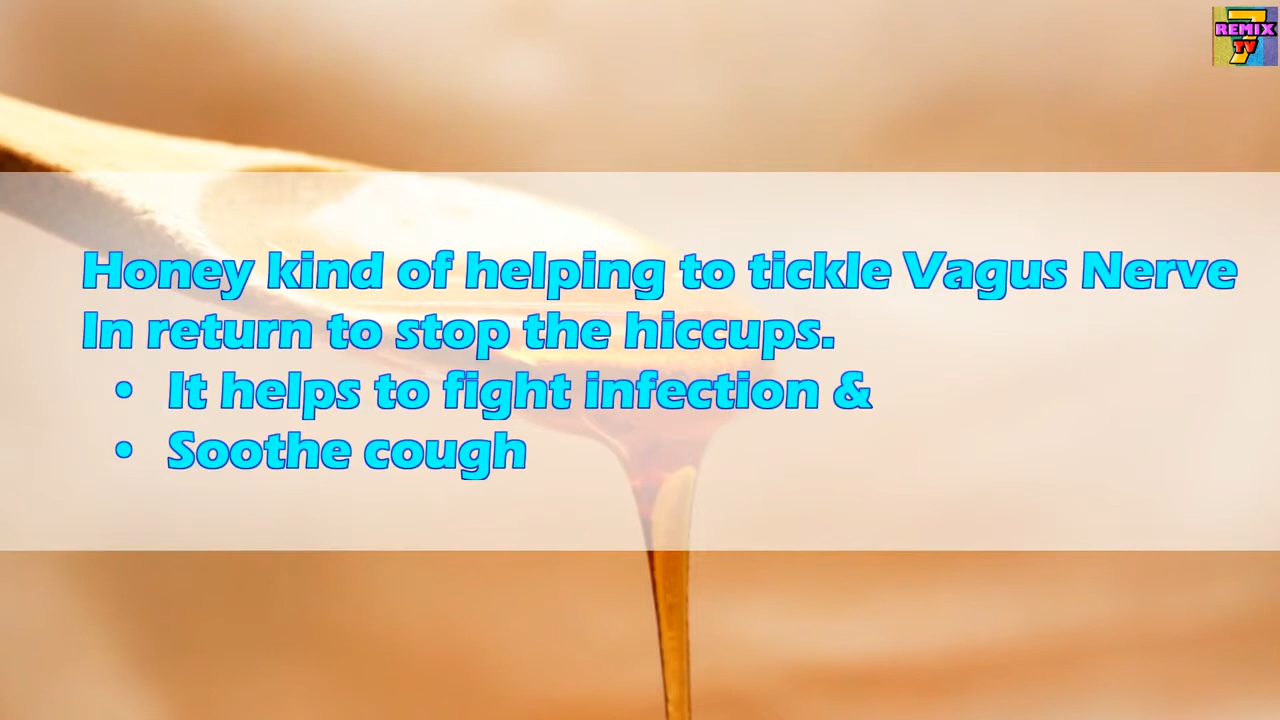 7
REMIX
TV
Honey kind of helping to tickle Vagus Nerve
In return to stop the hiccups.
• It helps to fight infection &
• Soothe cough